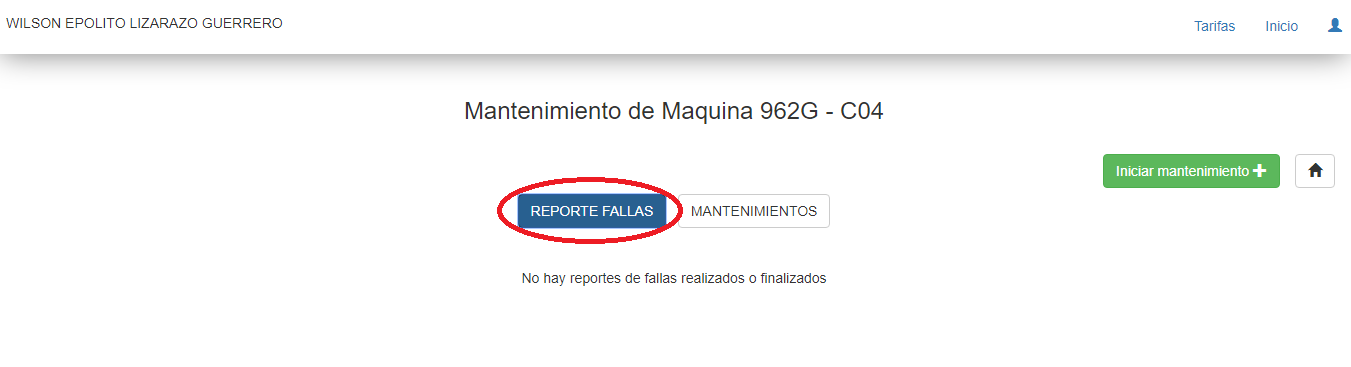 WILSON EPOLITO LIZARAZO GUERRERO
Tarifas Inicio
Mantenimiento de Maquina 962G - C04
Iniciar mantenimiento
REPORTE FALLAS MANTENIMIENTOS
No hay reportes de fallas realizados o finalizados